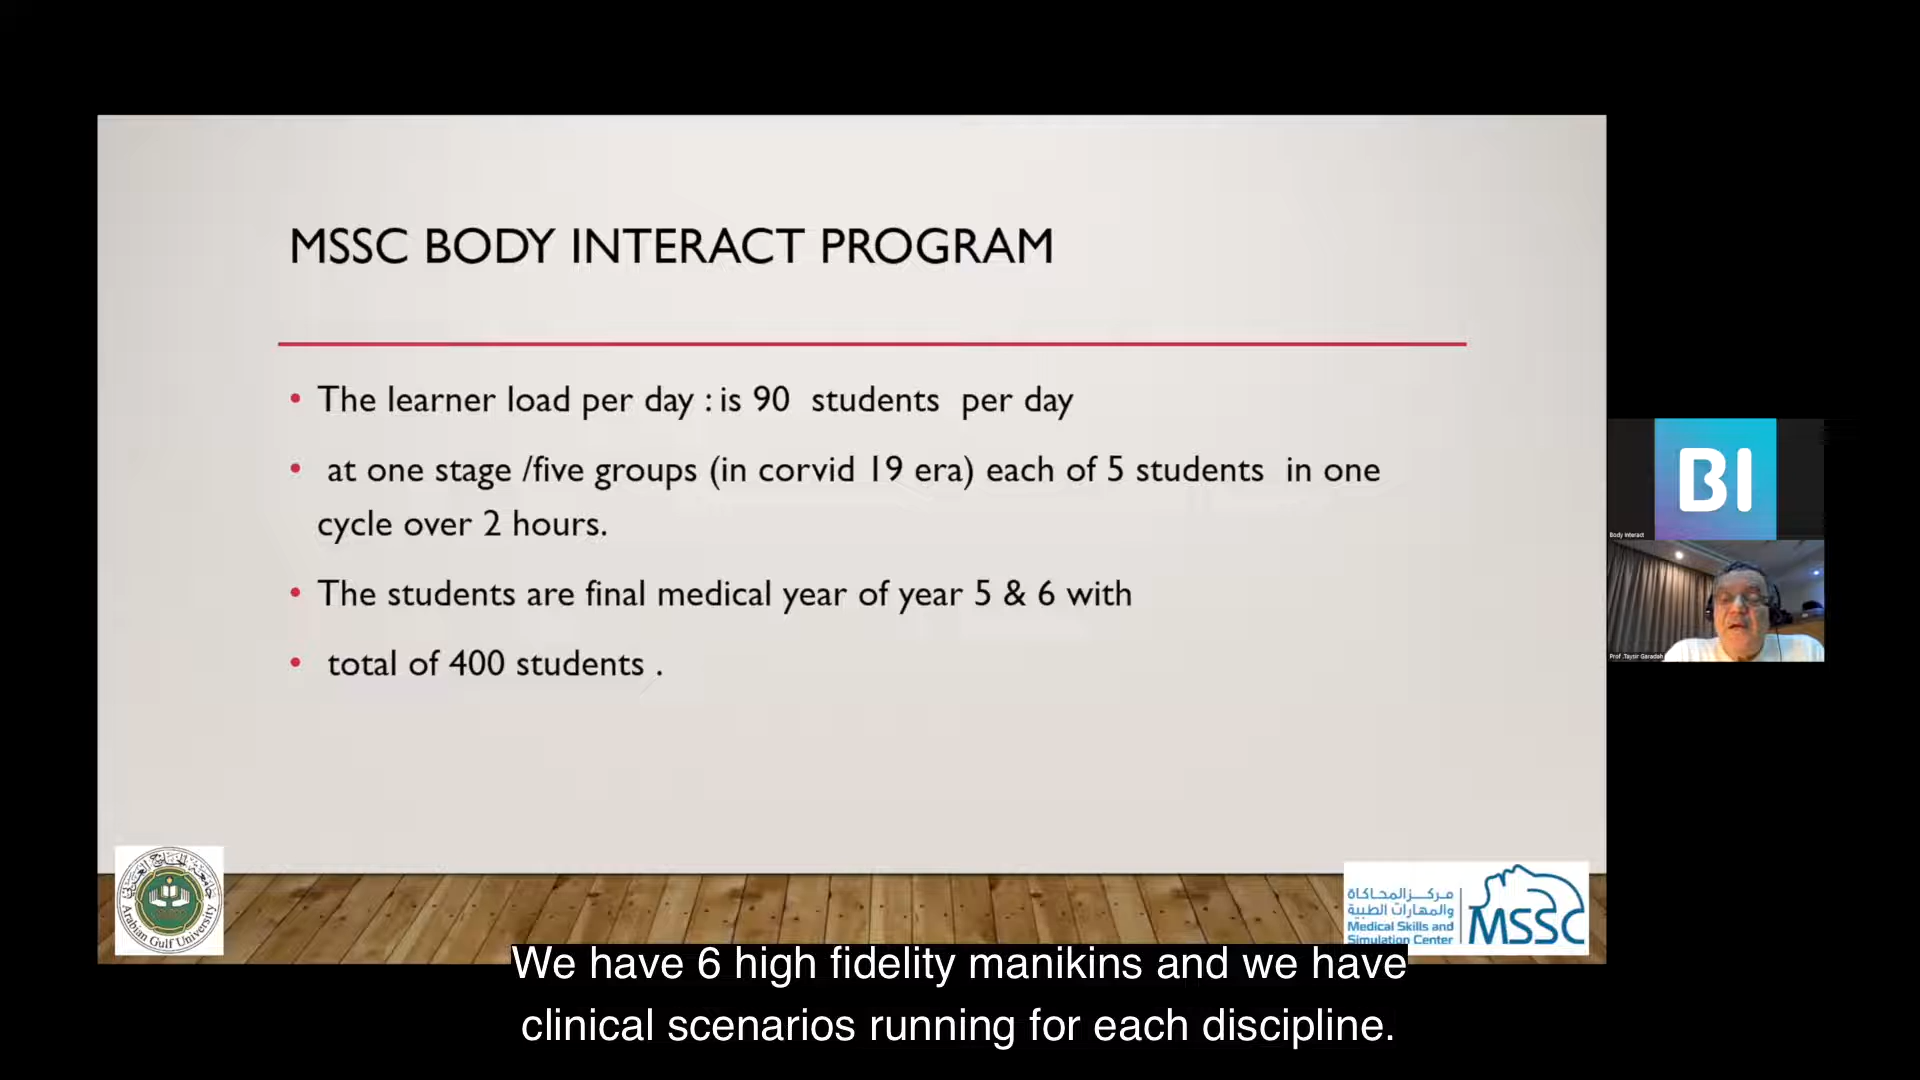 MSSC BODY INTERACT PROGRAM
• The learner load per day : is 90 students per day
• at one stage /five groups (in corvid 19 era) each of 5 students in one
cycle over 2 hours.
• The students are final medical year of year 5 & 6 with
• total of 400 students .
BI
Body Interact
Prof .Taysir Garadah
جامعة الخليج العربي
Arabian Gulf University
مركز المحاكاة
والمهارات الطبية
Medical Skills and
Simulation Center
MSSC
We have 6 high fidelity manikins and we have
clinical scenarios running for each discipline.